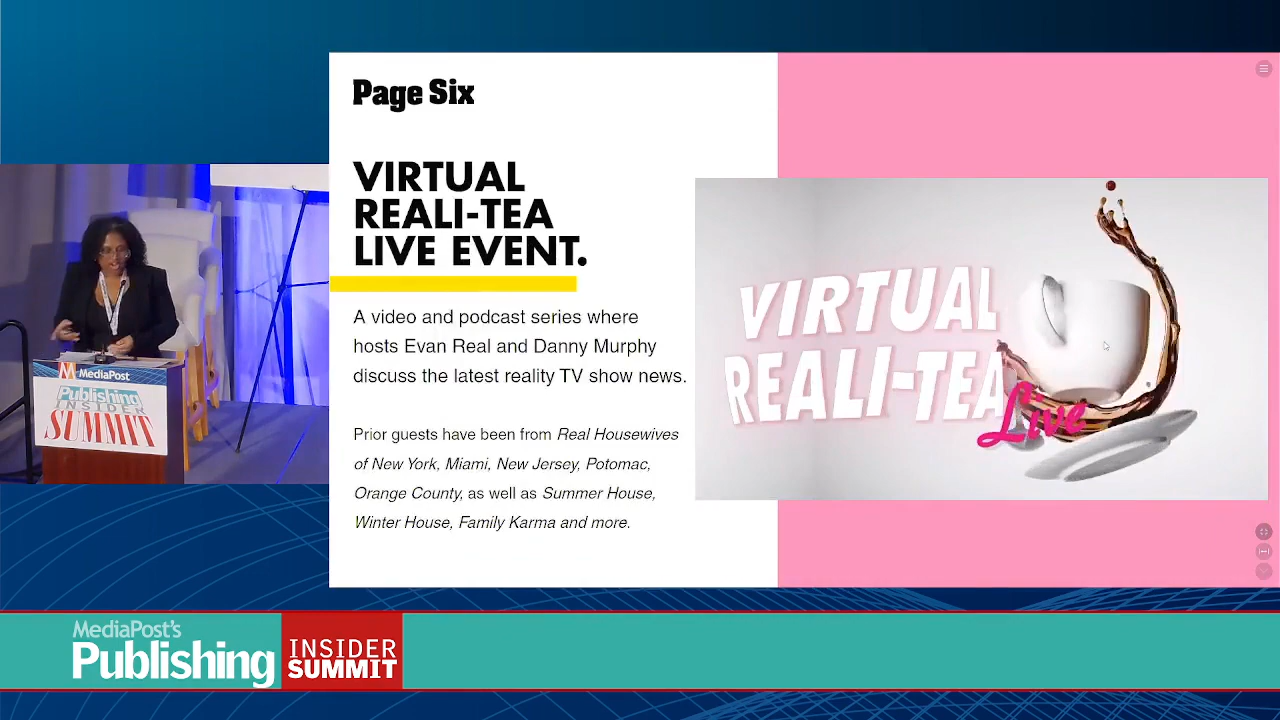 Page Six
VIRTUAL
REALI-TEA
LIVE EVENT.
A video and podcast series where
hosts Evan Real and Danny Murphy
discuss the latest reality TV show news.
Prior guests have been from Real Housewives
of New York, Miami, New Jersey, Potomac,
Orange County, as well as Summer House,
Winter House, Family Karma and more.
VIRTUAL
REALI-TEA
Live
MediaPost
Publishing
INSIDER
SUMMIT
MediaPost's
Publishing
INSIDER
SUMMIT